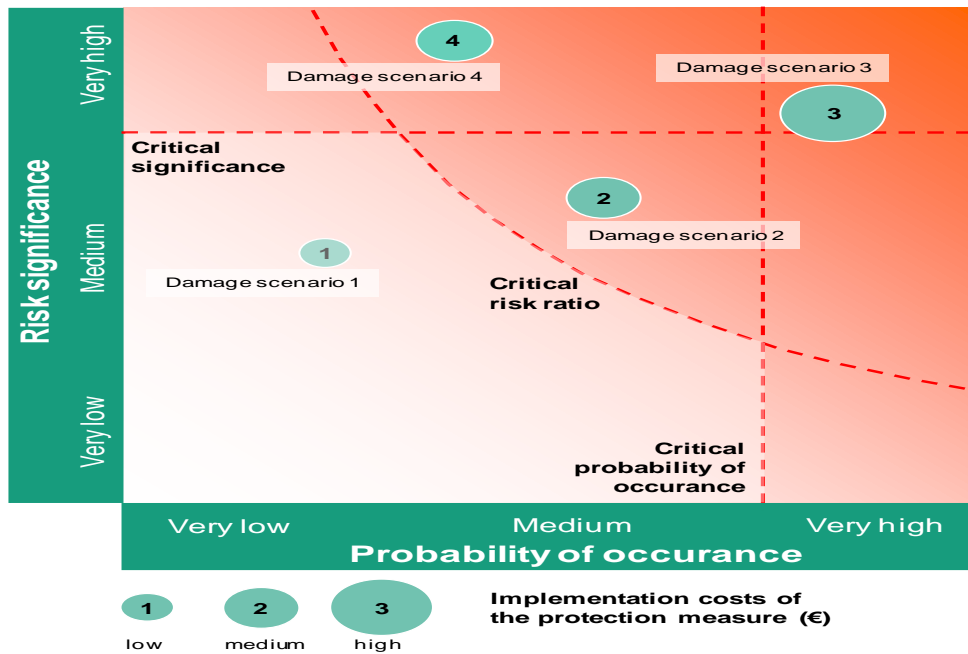 Risk significance
Very high
Medium
Very low
4
Damage scenario 4
Damage scenario 3
3
Critical
significance
2
Damage scenario 2
1
Damage scenario 1
Critical
risk ratio
Critical
probability of
occurance
Very low
Medium
Very high
Probability of occurance
1
2
3
low
medium
high
Implementation costs of
the protection measure (€)